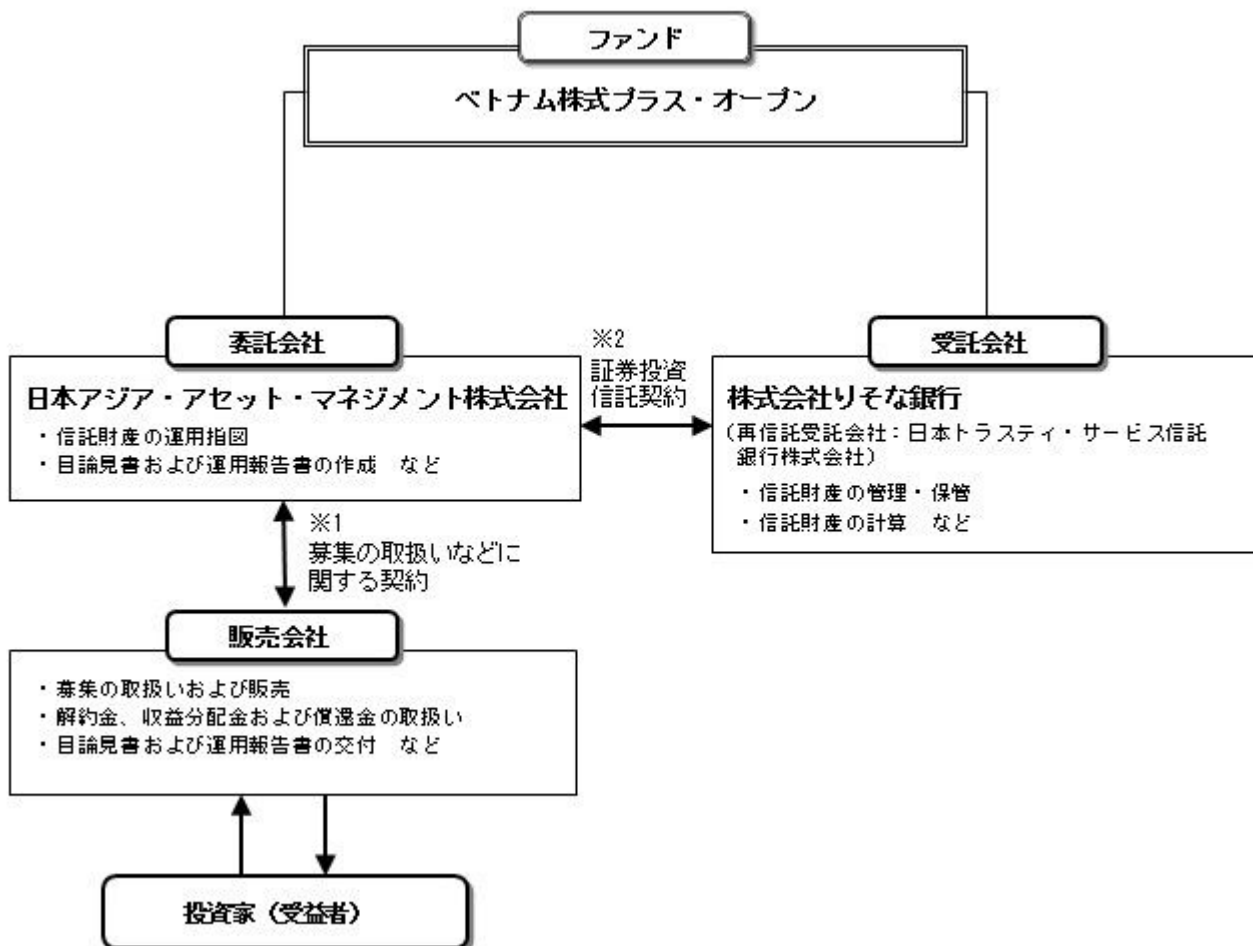 ファンド
ベトナム株式プラス・オープン
委託会社
日本アジア・アセット・マネジメント株式会社
・信託財産の運用指図
・目論見書および運用報告書の作成　など
※2
証券投資
信託契約
受託会社
株式会社りそな銀行
(再信託受託会社：日本トラスティ・サービス信託
銀行株式会社)
・信託財産の管理・保管
・信託財産の計算　など
※1
募集の取扱いなどに
関する契約
販売会社
・募集の取扱いおよび販売
・解約金、収益分配金および償還金の取扱い
・目論見書および運用報告書の交付　など
投資家（受益者）